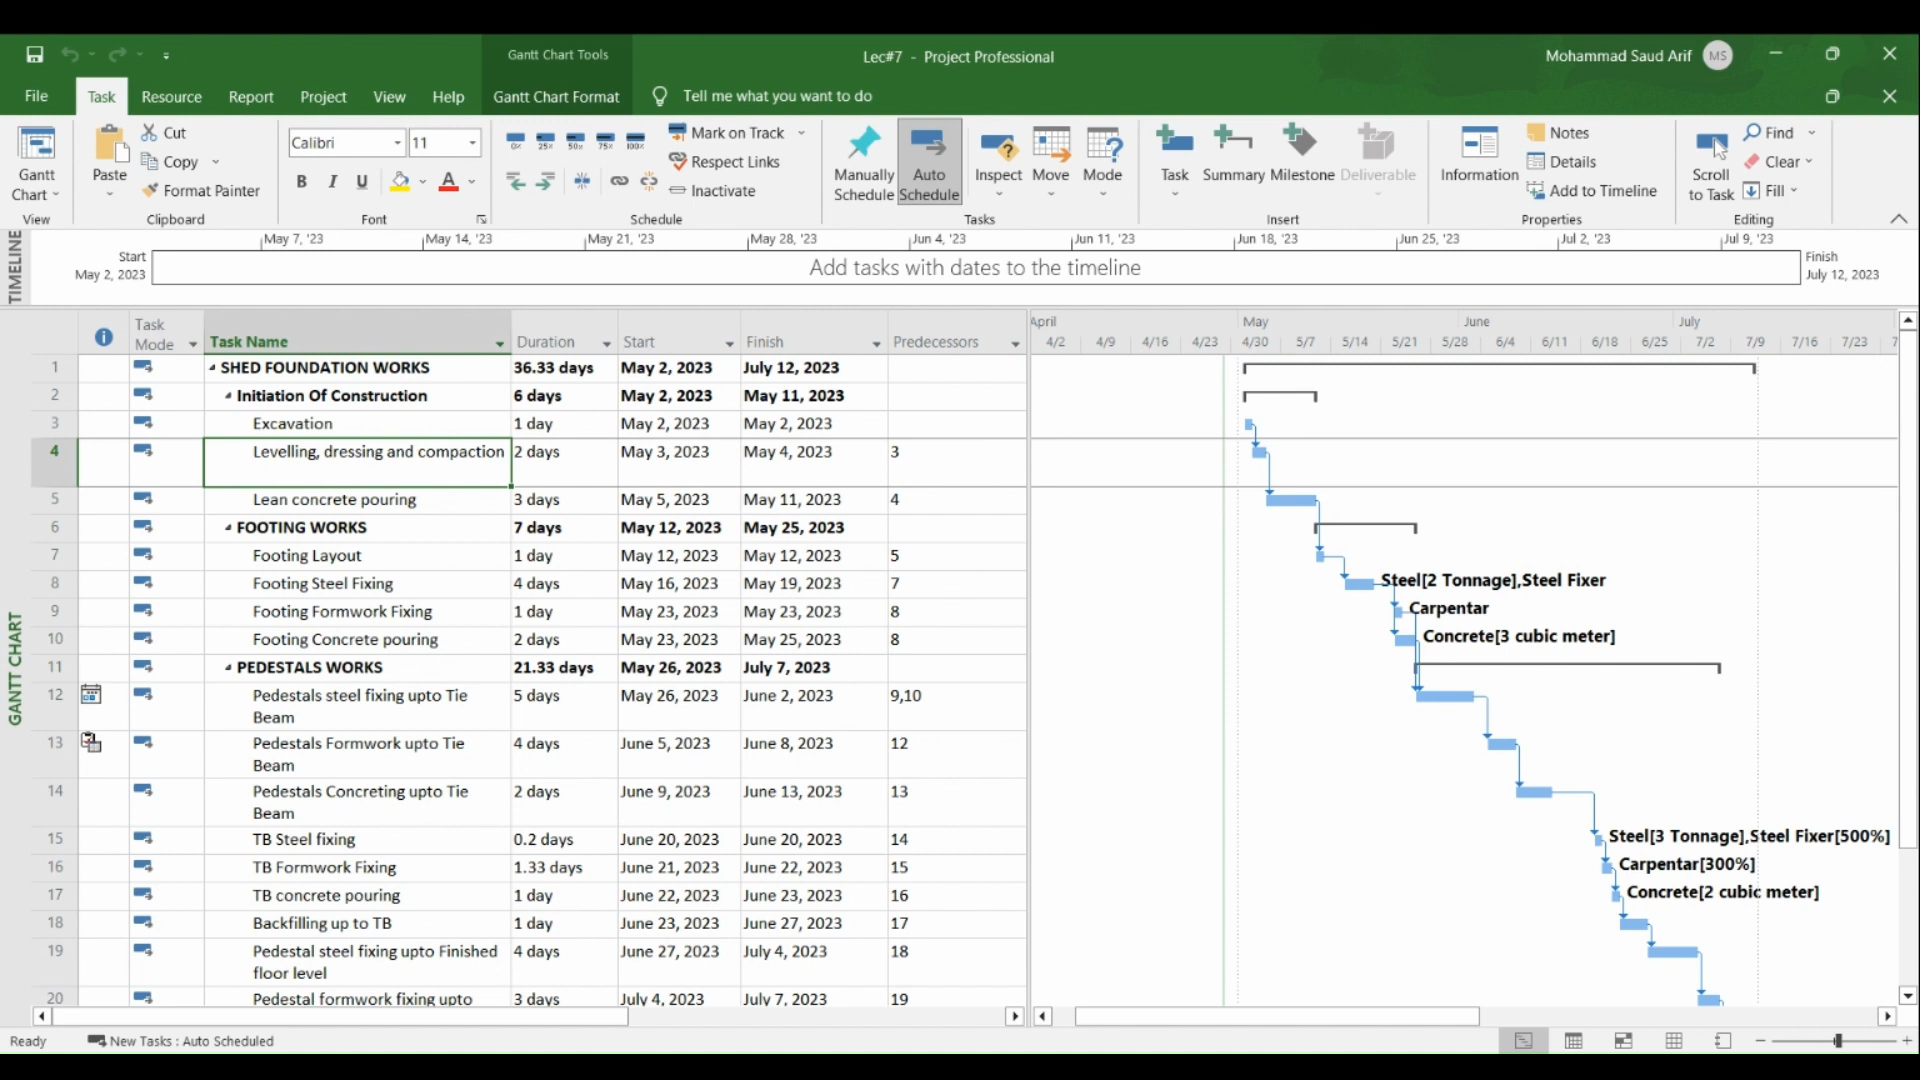 Gantt Chart Tools
Lec#7 - Project Professional
Mohammad Saud Arif MS
File Task Resource Report Project View Help Gantt Chart Format Tell me what you want to do
Gantt Chart
View
Paste
Cut
Copy
Format Painter
Clipboard
Calibri 11
B I U A
Font
0% 25% 50% 75% 100%
Mark on Track
Respect Links
Inactivate
Schedule
Manually Schedule
Auto Schedule
Inspect
Move
Mode
Tasks
Task
Summary
Milestone
Deliverable
Insert
Information
Notes
Details
Add to Timeline
Properties
Scroll to Task
Find
Clear
Fill
Editing
TIMELINE
May 7, '23 May 14, '23 May 21, '23 May 28, '23 Jun 4, '23 Jun 11, '23 Jun 18, '23 Jun 25, '23 Jul 2, '23 Jul 9, '23
Start
May 2, 2023
Add tasks with dates to the timeline
Finish
July 12, 2023
GANTT CHART
Task Mode Task Name Duration Start Finish Predecessors
April May June July
4/2 4/9 4/16 4/23 4/30 5/7 5/14 5/21 5/28 6/4 6/11 6/18 6/25 7/2 7/9 7/16 7/23 7
1 SHED FOUNDATION WORKS 36.33 days May 2, 2023 July 12, 2023
2 Initiation Of Construction 6 days May 2, 2023 May 11, 2023
3 Excavation 1 day May 2, 2023 May 2, 2023
4 Levelling, dressing and compaction 2 days May 3, 2023 May 4, 2023 3
5 Lean concrete pouring 3 days May 5, 2023 May 11, 2023 4
6 FOOTING WORKS 7 days May 12, 2023 May 25, 2023
7 Footing Layout 1 day May 12, 2023 May 12, 2023 5
8 Footing Steel Fixing 4 days May 16, 2023 May 19, 2023 7 Steel[2 Tonnage],Steel Fixer
9 Footing Formwork Fixing 1 day May 23, 2023 May 23, 2023 8 Carpentar
10 Footing Concrete pouring 2 days May 23, 2023 May 25, 2023 8 Concrete[3 cubic meter]
11 PEDESTALS WORKS 21.33 days May 26, 2023 July 7, 2023
12 Pedestals steel fixing upto Tie Beam 5 days May 26, 2023 June 2, 2023 9,10
13 Pedestals Formwork upto Tie Beam 4 days June 5, 2023 June 8, 2023 12
14 Pedestals Concreting upto Tie Beam 2 days June 9, 2023 June 13, 2023 13
15 TB Steel fixing 0.2 days June 20, 2023 June 20, 2023 14 Steel[3 Tonnage],Steel Fixer[500%]
16 TB Formwork Fixing 1.33 days June 21, 2023 June 22, 2023 15 Carpentar[300%]
17 TB concrete pouring 1 day June 22, 2023 June 23, 2023 16 Concrete[2 cubic meter]
18 Backfilling up to TB 1 day June 23, 2023 June 27, 2023 17
19 Pedestal steel fixing upto Finished floor level 4 days June 27, 2023 July 4, 2023 18
20 Pedestal formwork fixing upto 3 days July 4, 2023 July 7, 2023 19
Ready New Tasks : Auto Scheduled